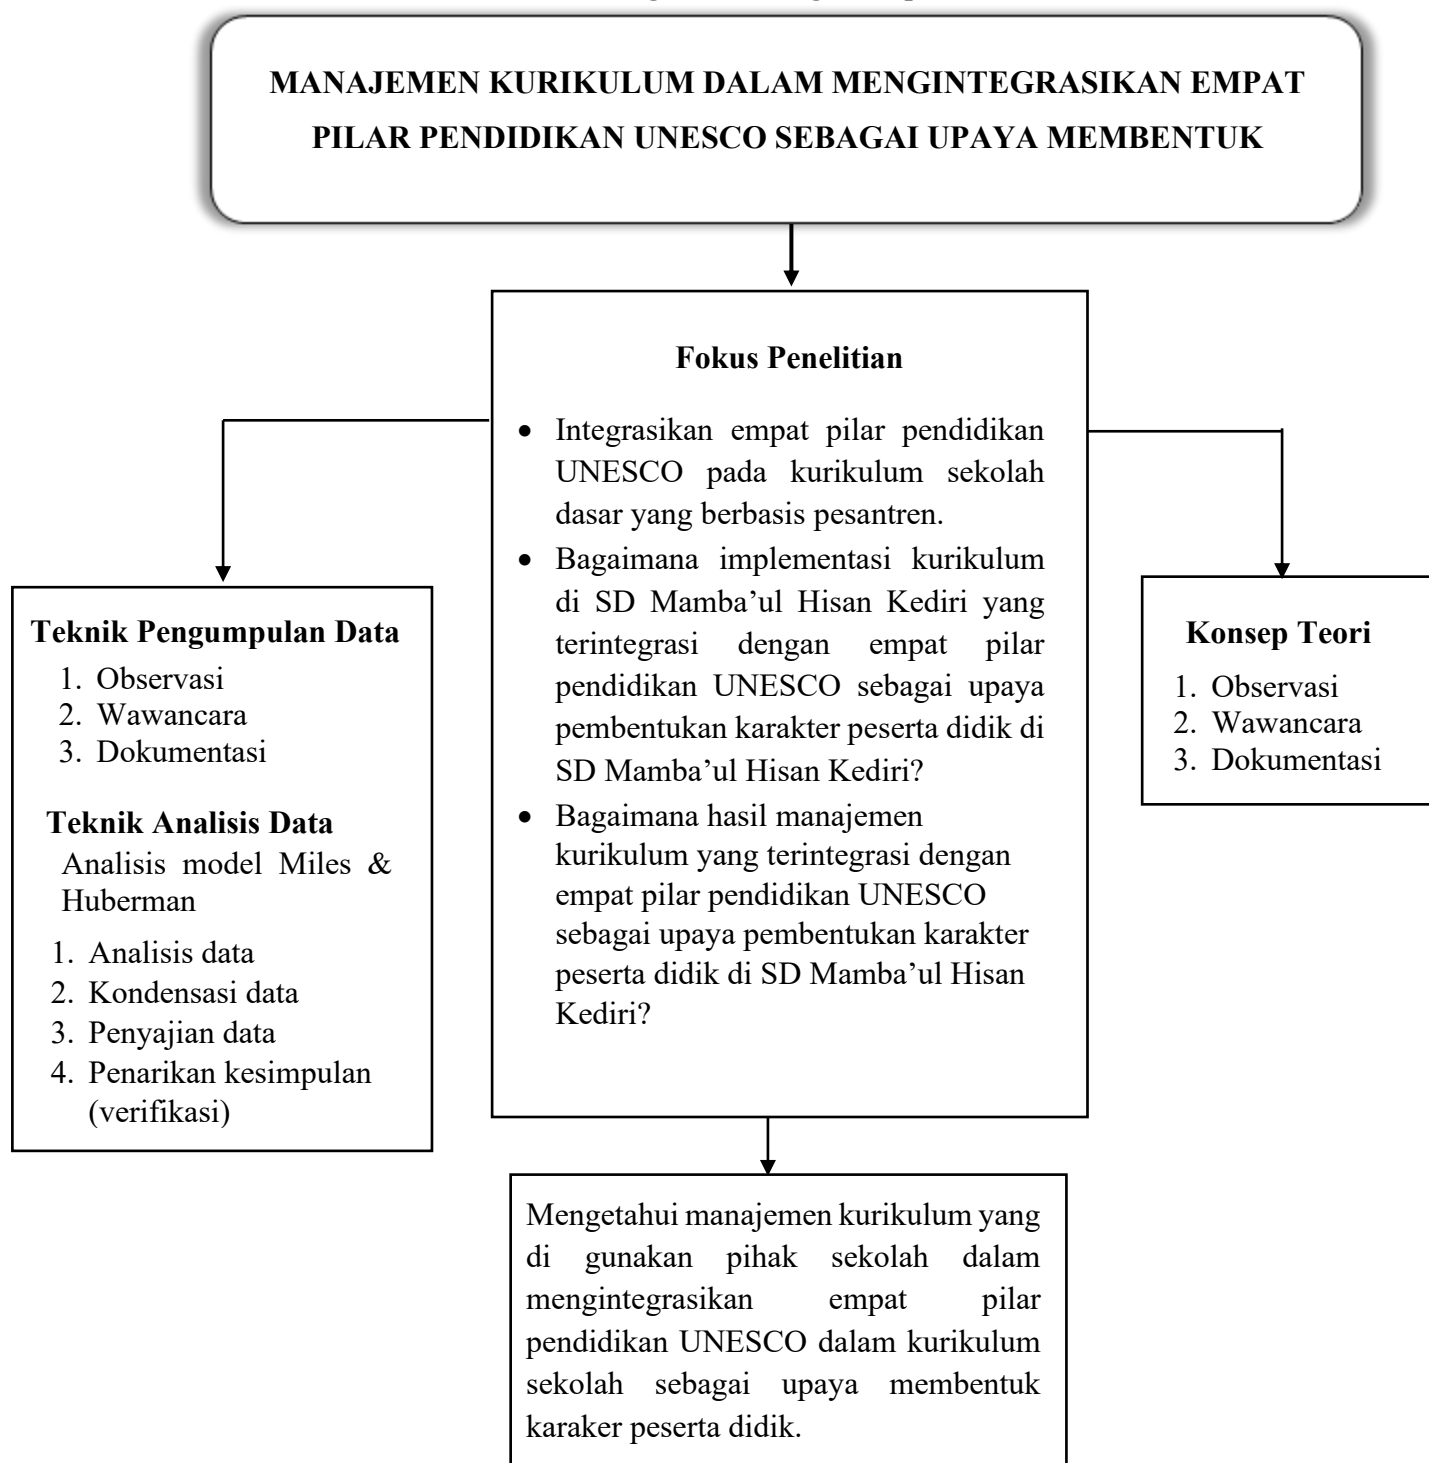 MANAJEMEN KURIKULUM DALAM MENGINTEGRASIKAN EMPAT
PILAR PENDIDIKAN UNESCO SEBAGAI UPAYA MEMBENTUK
Fokus Penelitian
• Integrasikan empat pilar pendidikan
UNESCO pada kurikulum sekolah
dasar yang berbasis pesantren.
• Bagaimana implementasi kurikulum
di SD Mamba’ul Hisan Kediri yang
terintegrasi dengan empat pilar
pendidikan UNESCO sebagai upaya
pembentukan karakter peserta didik di
SD Mamba’ul Hisan Kediri?
• Bagaimana hasil manajemen
kurikulum yang terintegrasi dengan
empat pilar pendidikan UNESCO
sebagai upaya pembentukan karakter
peserta didik di SD Mamba’ul Hisan
Kediri?
Teknik Pengumpulan Data
1. Observasi
2. Wawancara
3. Dokumentasi
Teknik Analisis Data
Analisis model Miles &
Huberman
1. Analisis data
2. Kondensasi data
3. Penyajian data
4. Penarikan kesimpulan
(verifikasi)
Konsep Teori
1. Observasi
2. Wawancara
3. Dokumentasi
Mengetahui manajemen kurikulum yang
di gunakan pihak sekolah dalam
mengintegrasikan empat pilar
pendidikan UNESCO dalam kurikulum
sekolah sebagai upaya membentuk
karaker peserta didik.